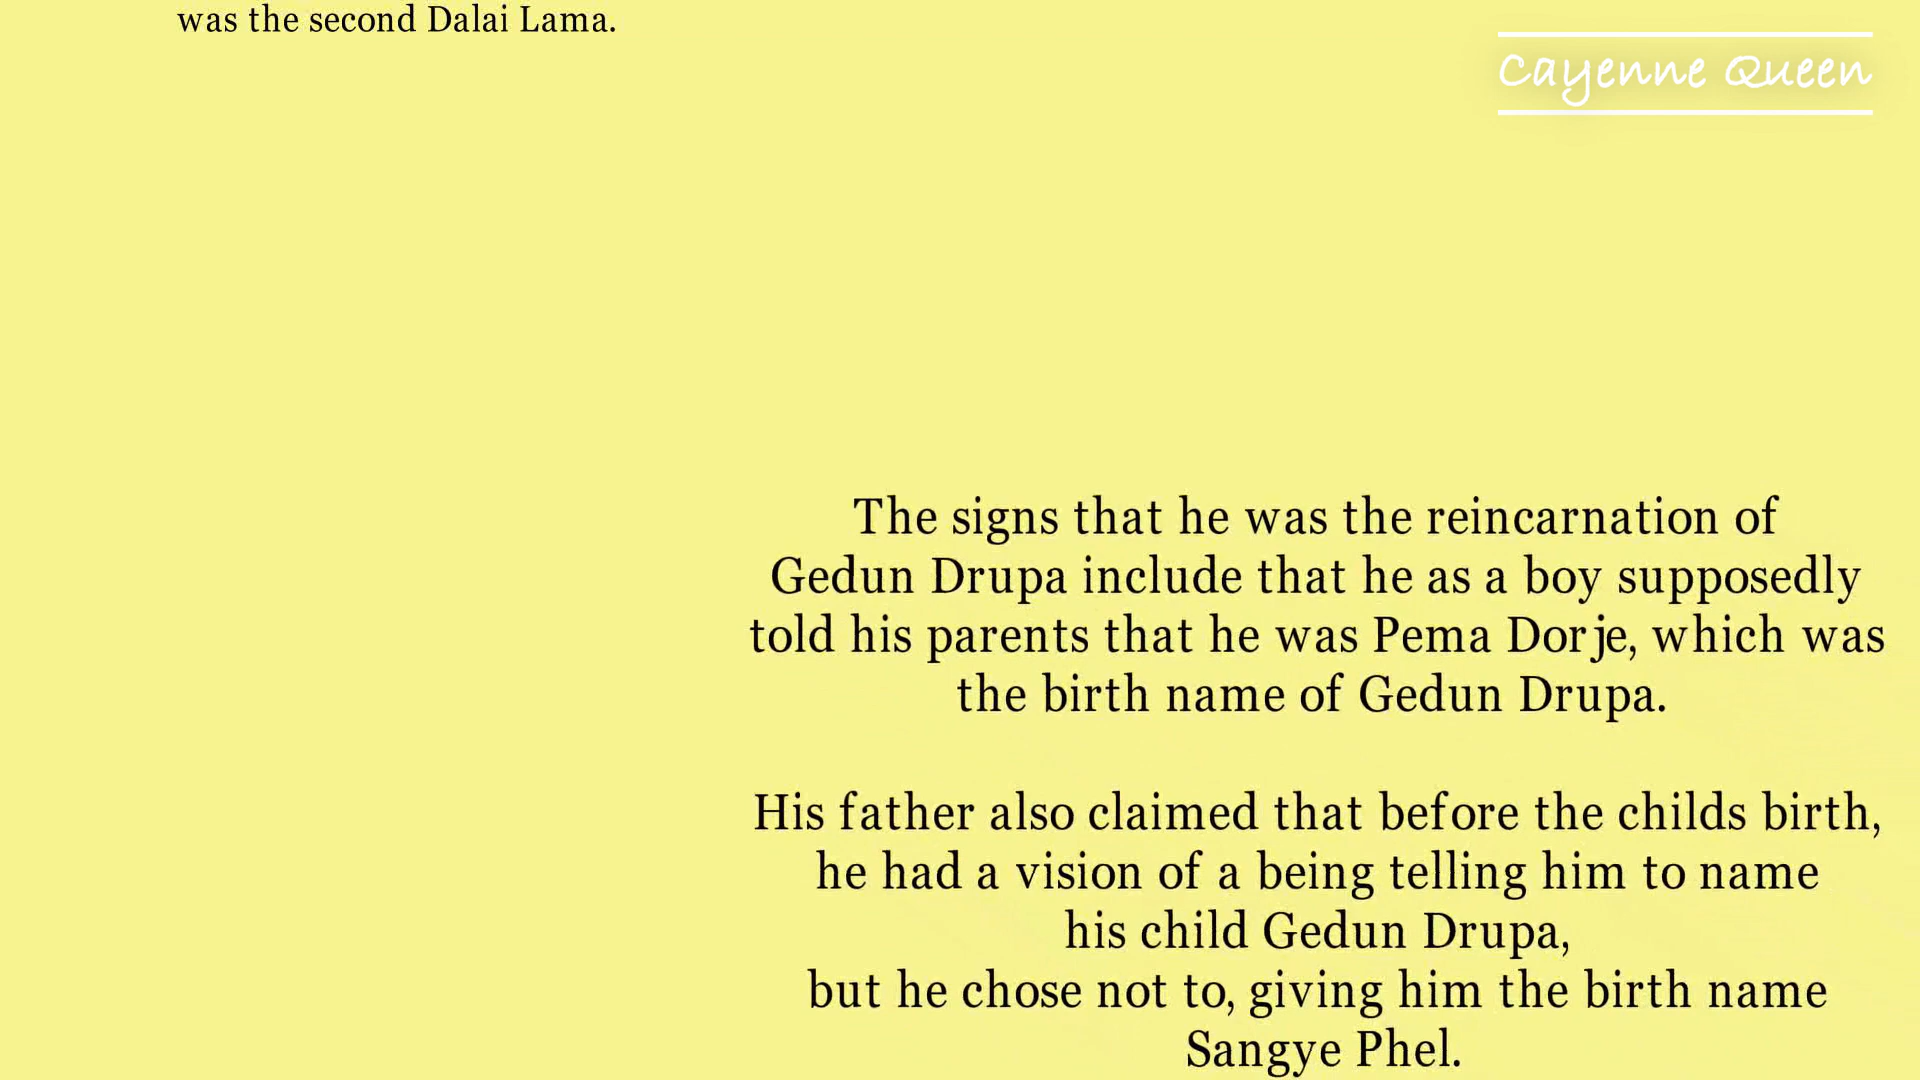 was the second Dalai Lama.
Cayenne Queen
The signs that he was the reincarnation of
Gedun Drupa include that he as a boy supposedly
told his parents that he was Pema Dorje, which was
the birth name of Gedun Drupa.
His father also claimed that before the childs birth,
he had a vision of a being telling him to name
his child Gedun Drupa,
but he chose not to, giving him the birth name
Sangye Phel.